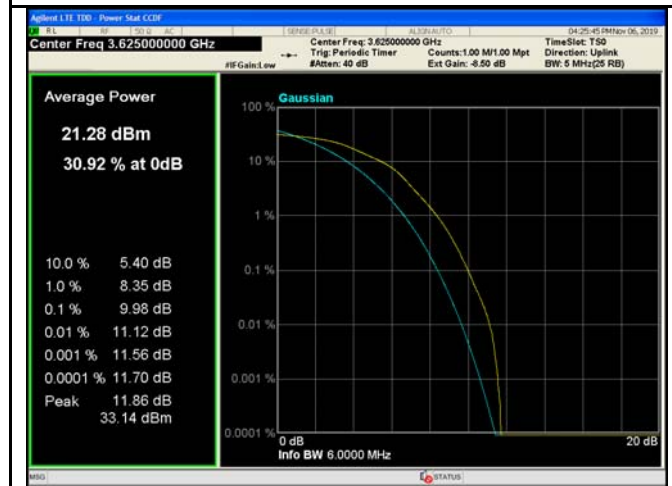 Agilent LTE TDD - Power Stat CCDF
RL RF 50 Ω AC SENSE:PULSE ALIGN AUTO 04:25:45 PM Nov 06, 2019
Center Freq 3.625000000 GHz Center Freq: 3.625000000 GHz TimeSlot: TS0
Trig: Periodic Timer Counts:1.00 M/1.00 Mpt Direction: Uplink
#IFGain:Low #Atten: 40 dB Ext Gain: -8.50 dB BW: 5 MHz(25 RB)
Average Power
21.28 dBm
30.92 % at 0dB
10.0 % 5.40 dB
1.0 % 8.35 dB
0.1 % 9.98 dB
0.01 % 11.12 dB
0.001 % 11.56 dB
0.0001 % 11.70 dB
Peak 11.86 dB
33.14 dBm
100 % Gaussian
10 %
1 %
0.1 %
0.01 %
0.001 %
0.0001 %
0 dB 20 dB
Info BW 6.0000 MHz
MSG STATUS